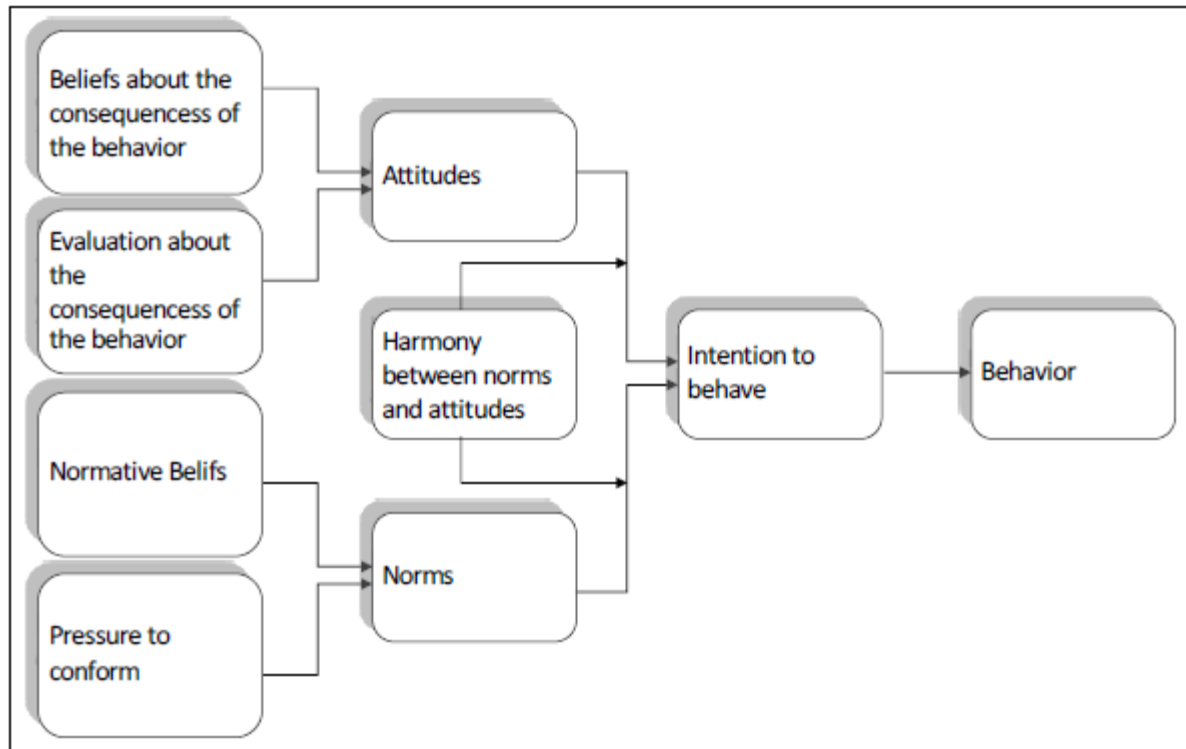 Beliefs about the
consequencess of
the behavior
Evaluation about
the
consequencess of
the behavior
Normative Belifs
Pressure to
conform
Attitudes
Harmony
between norms
and attitudes
Norms
Intention to
behave
Behavior